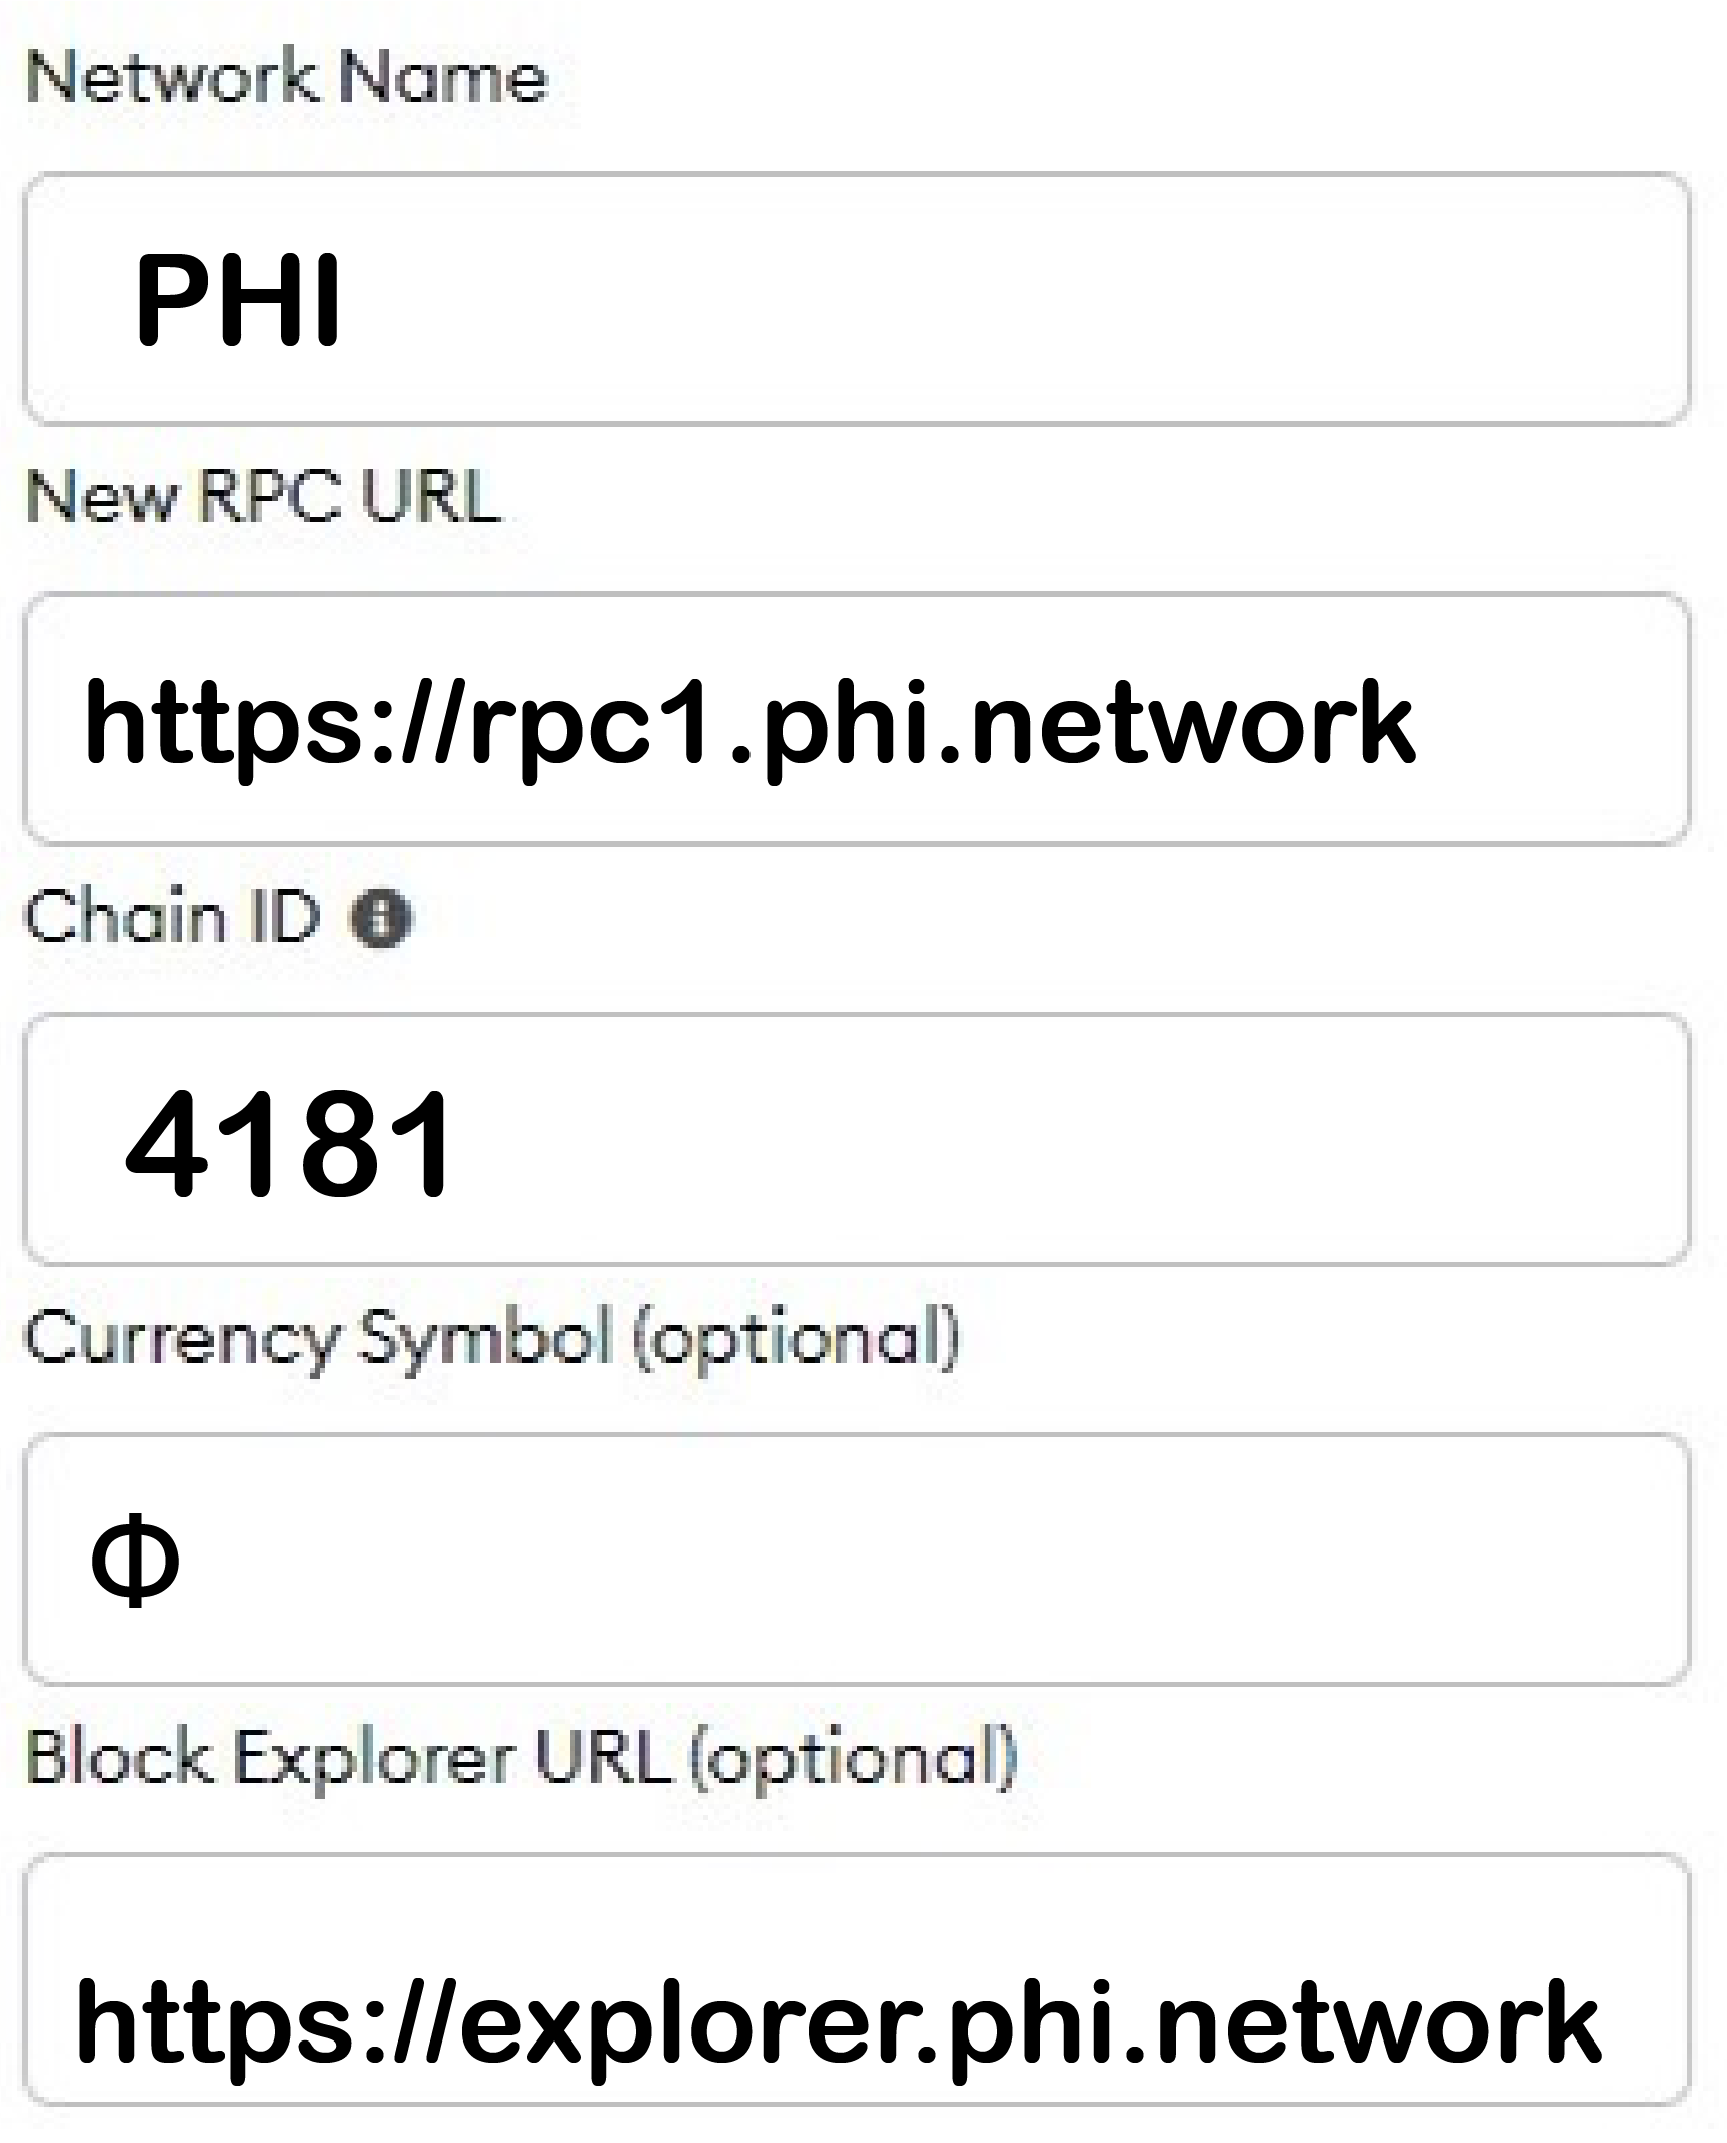 Network Name
PHI
New RPC URL
https://rpc1.phi.network
Chain ID
4181
Currency Symbol (optional)
Φ
Block Explorer URL (optional)
https://explorer.phi.network